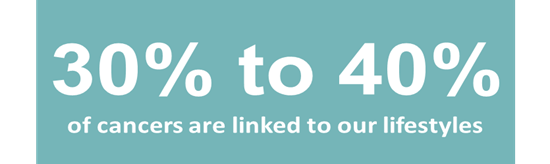 30% to 40%
of cancers are linked to our lifestyles